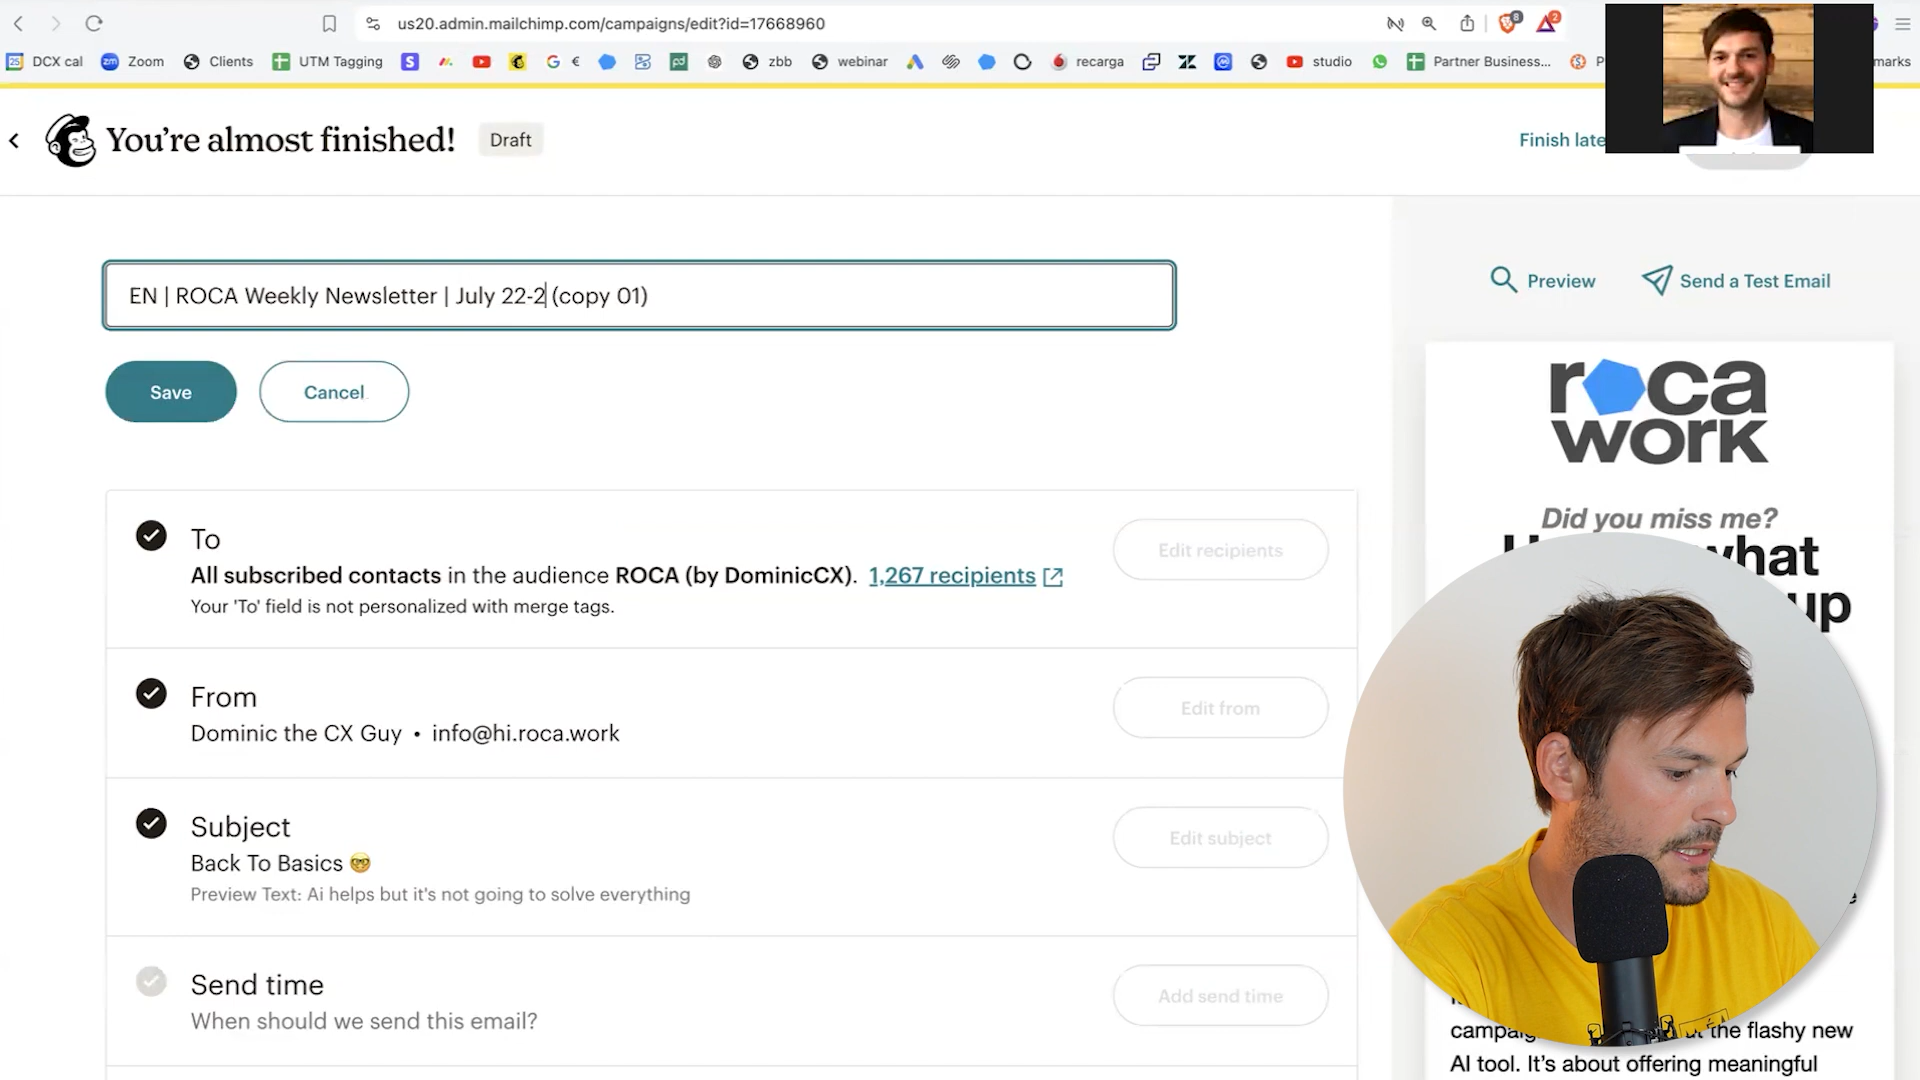 us20.admin.mailchimp.com/campaigns/edit?id=17668960
8
2
DCX cal
Zoom
Clients
UTM Tagging
€
zbb
webinar
recarga
studio
Partner Business...
marks
You're almost finished!
Draft
EN | ROCA Weekly Newsletter | July 22-2 (copy 01)
Save
Cancel
To
All subscribed contacts in the audience ROCA (by DominicCX). 1,267 recipients
Your 'To' field is not personalized with merge tags.
Edit recipients
From
Dominic the CX Guy • info@hi.roca.work
Edit from
Subject
Back To Basics 🤓
Preview Text: Ai helps but it's not going to solve everything
Edit subject
Send time
When should we send this email?
Add send time
Finish
Preview
Send a Test Email
roca
work
Did you miss me?
what
up
the flashy new
AI tool. It's about offering meaningful